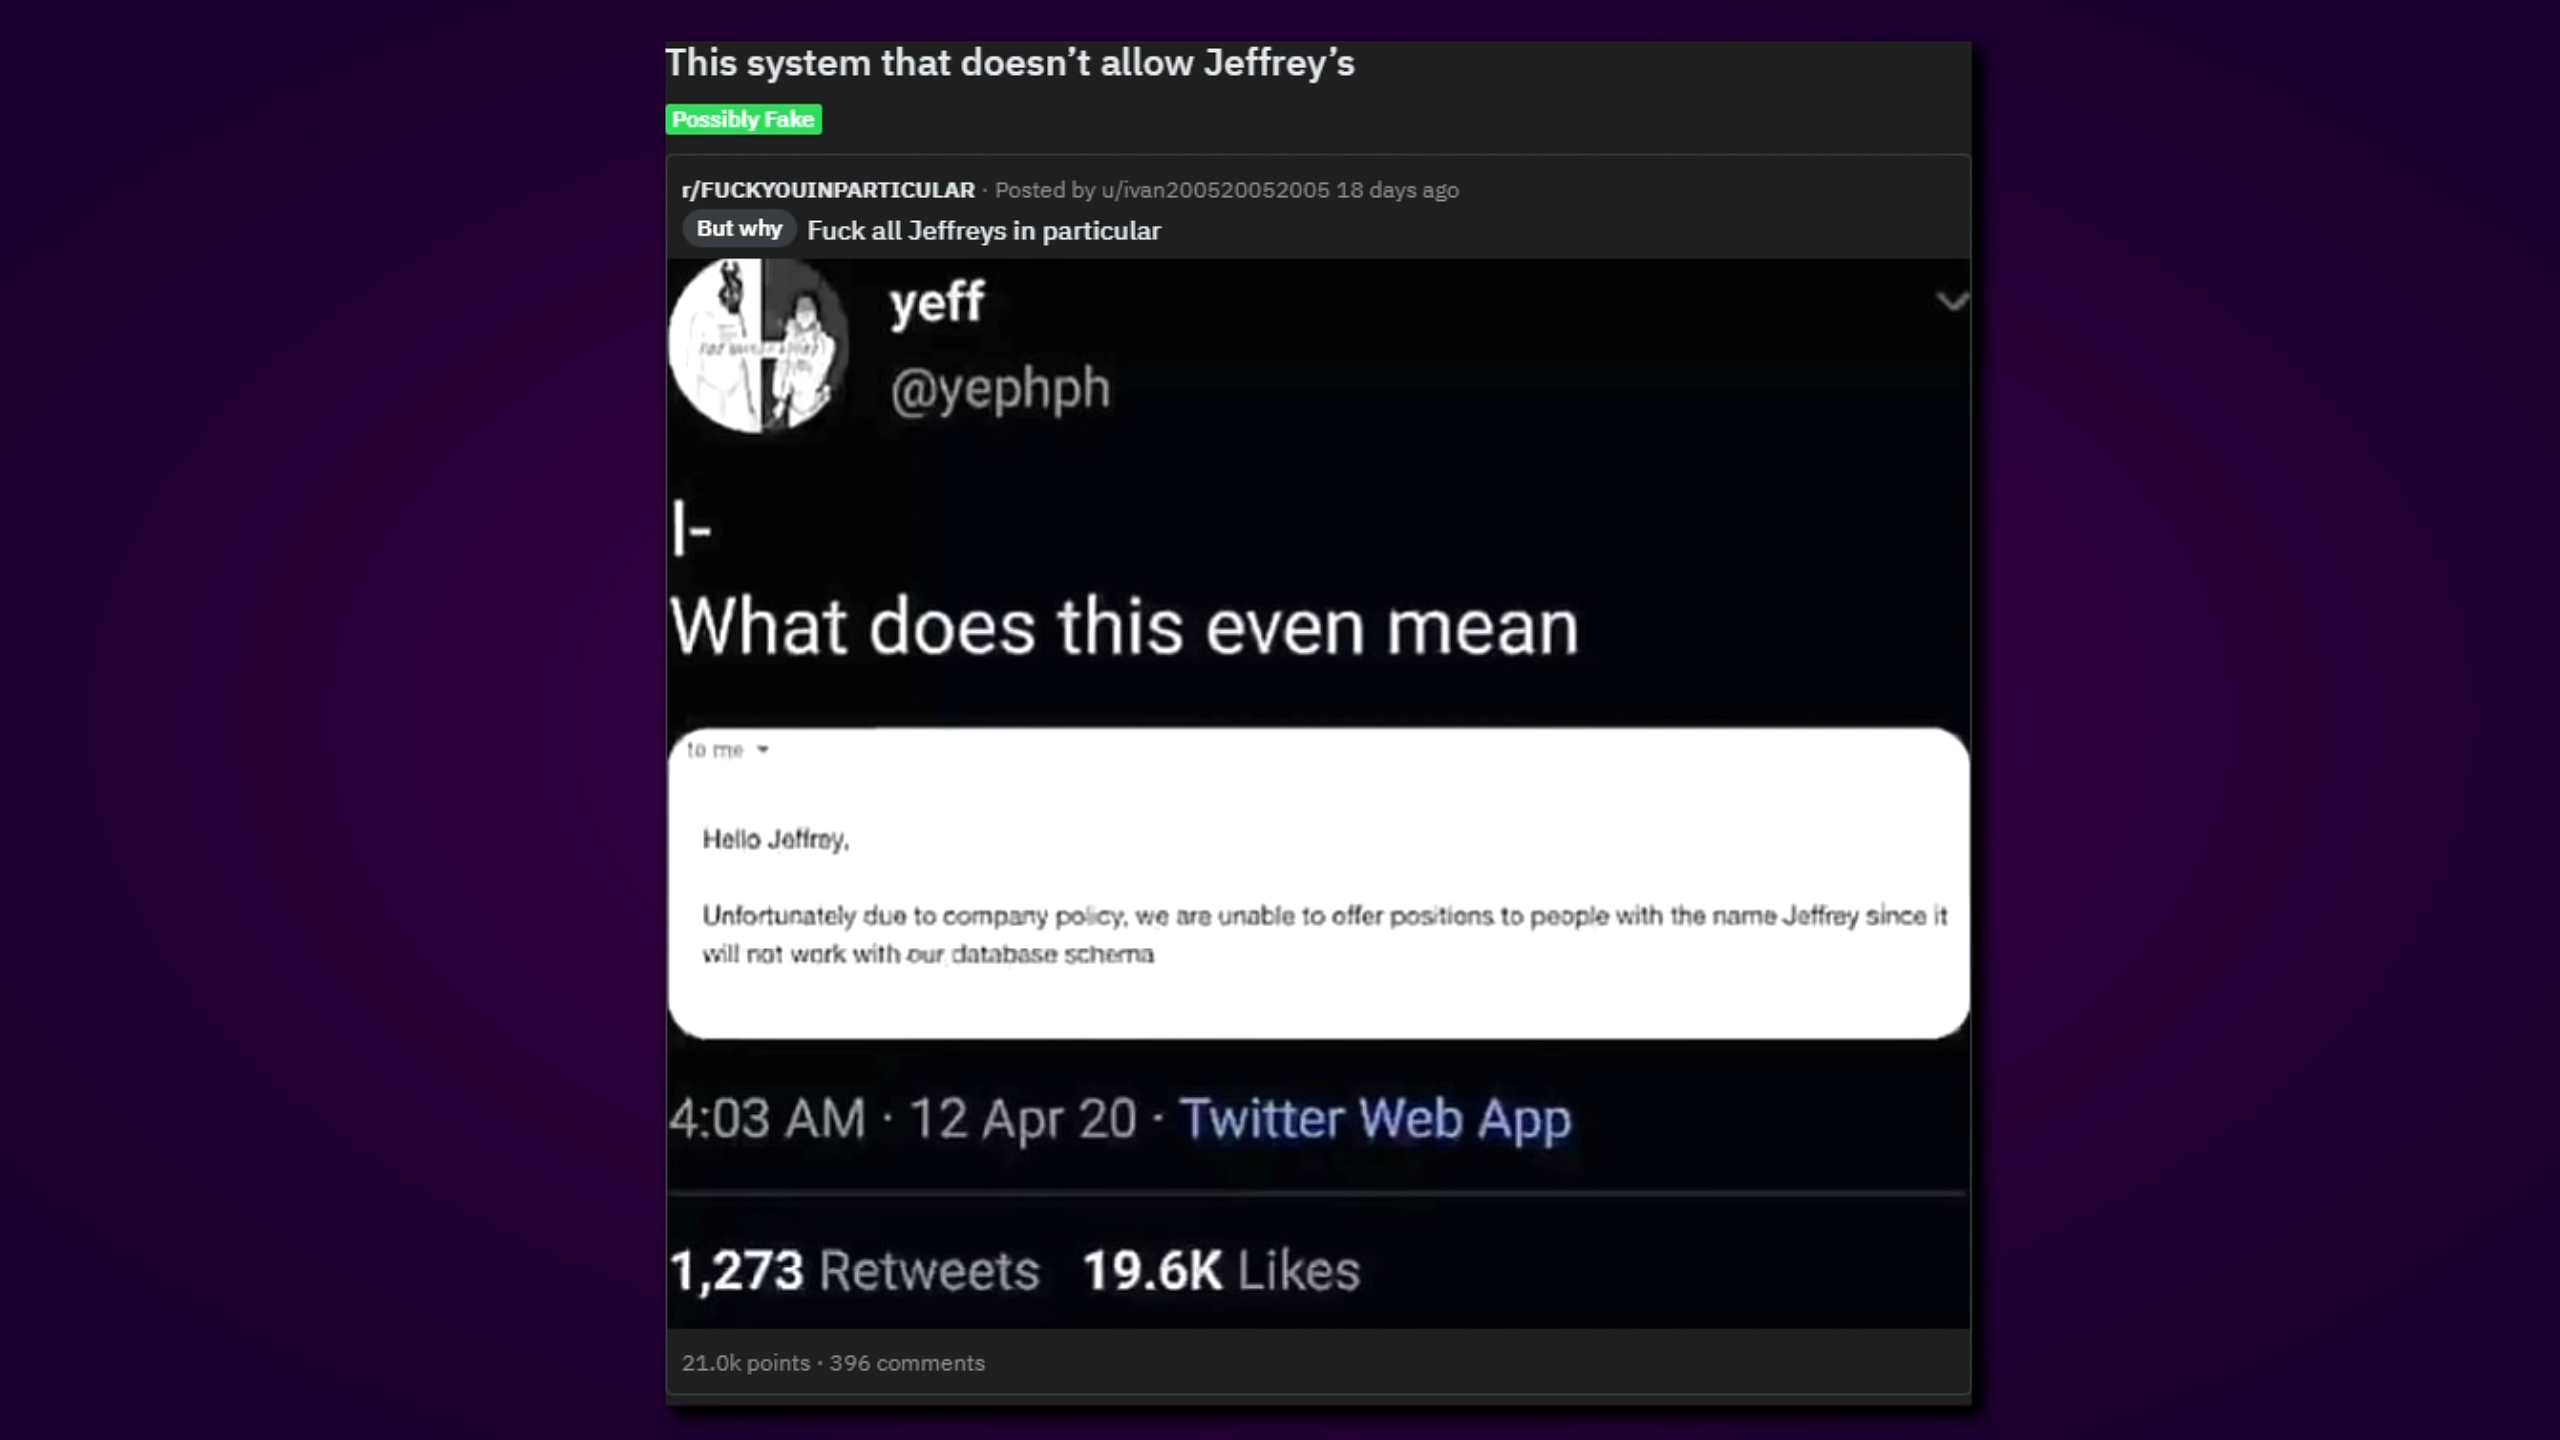 This system that doesn’t allow Jeffrey’s
Possibly Fake
r/FUCKYOUINPARTICULAR · Posted by u/ivan200520052005 18 days ago
But why Fuck all Jeffreys in particular
yeff
@yephph
I-
What does this even mean
to me
Hello Jeffrey,
Unfortunately due to company policy, we are unable to offer positions to people with the name Jeffrey since it
will not work with our database schema
4:03 AM · 12 Apr 20 · Twitter Web App
1,273 Retweets 19.6K Likes
21.0k points · 396 comments